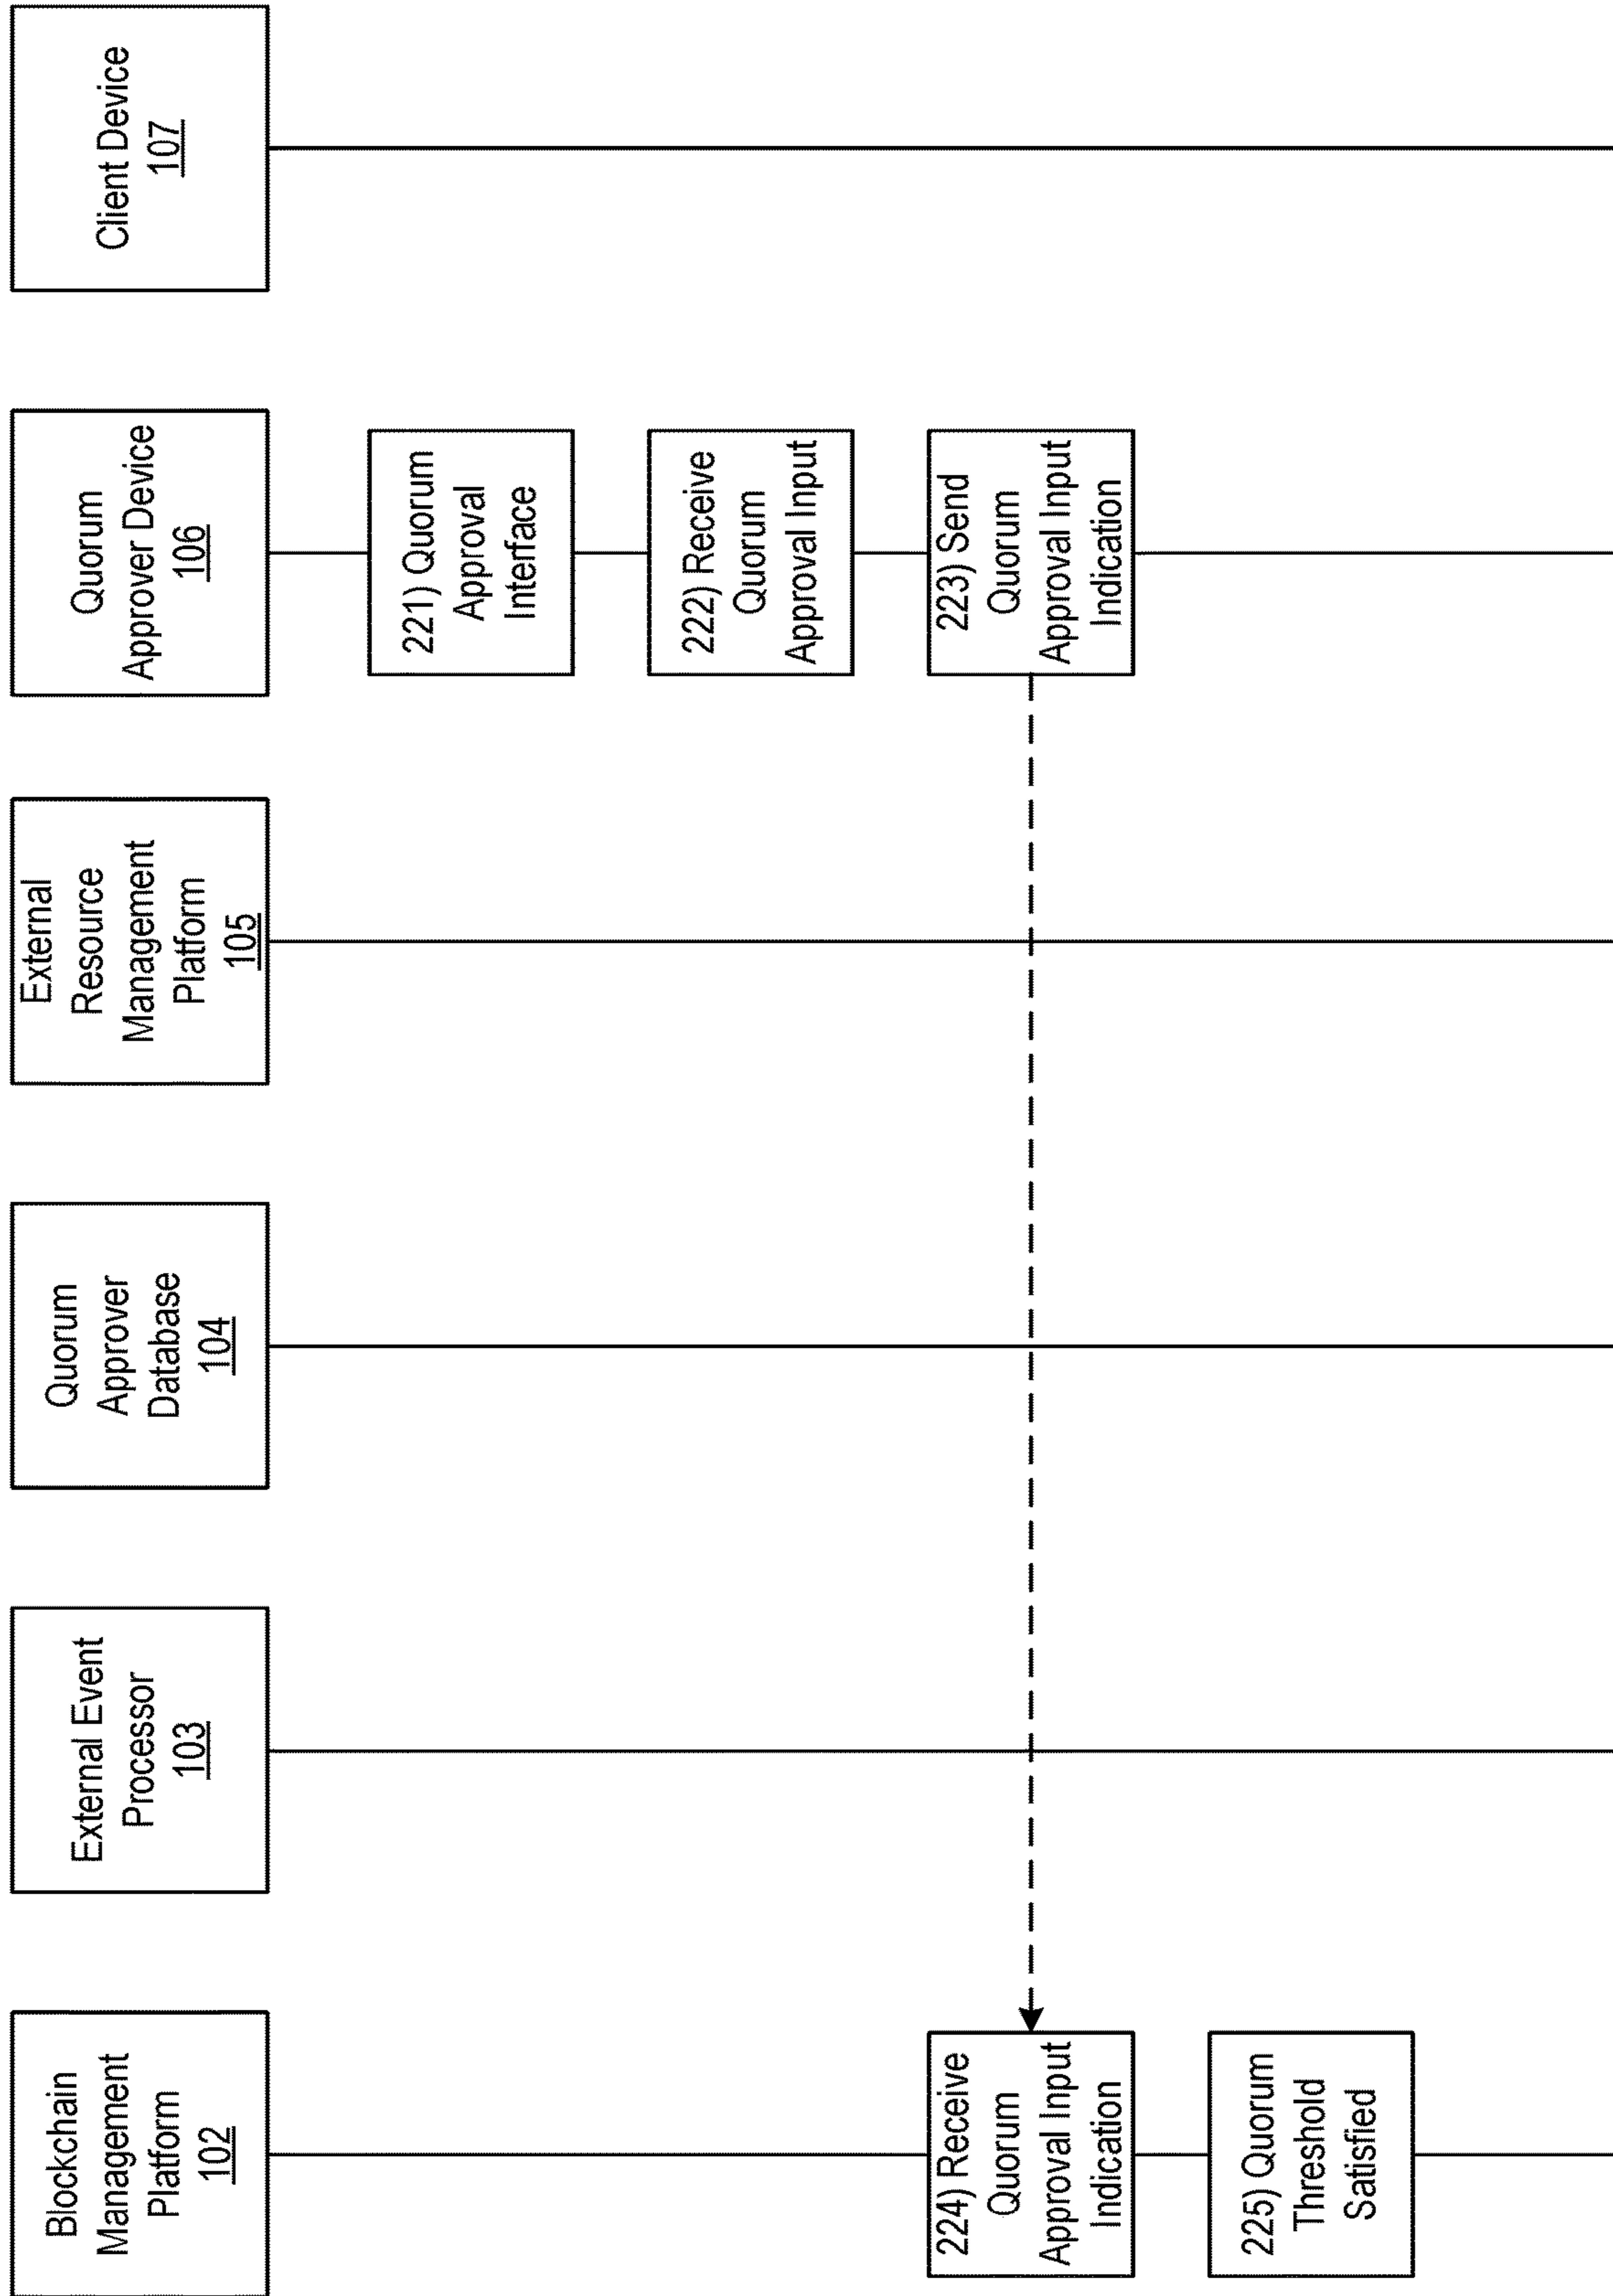 Blockchain
Management
Platform
102
External Event
Processor
103
Quorum
Approver
Database
104
External
Resource
Management
Platform
105
Quorum
Approver Device
106
Client Device
107
221) Quorum
Approval
Interface
222) Receive
Quorum
Approval Input
223) Send
Quorum
Approval Input
Indication
224) Receive
Quorum
Approval Input
Indication
225) Quorum
Threshold
Satisfied